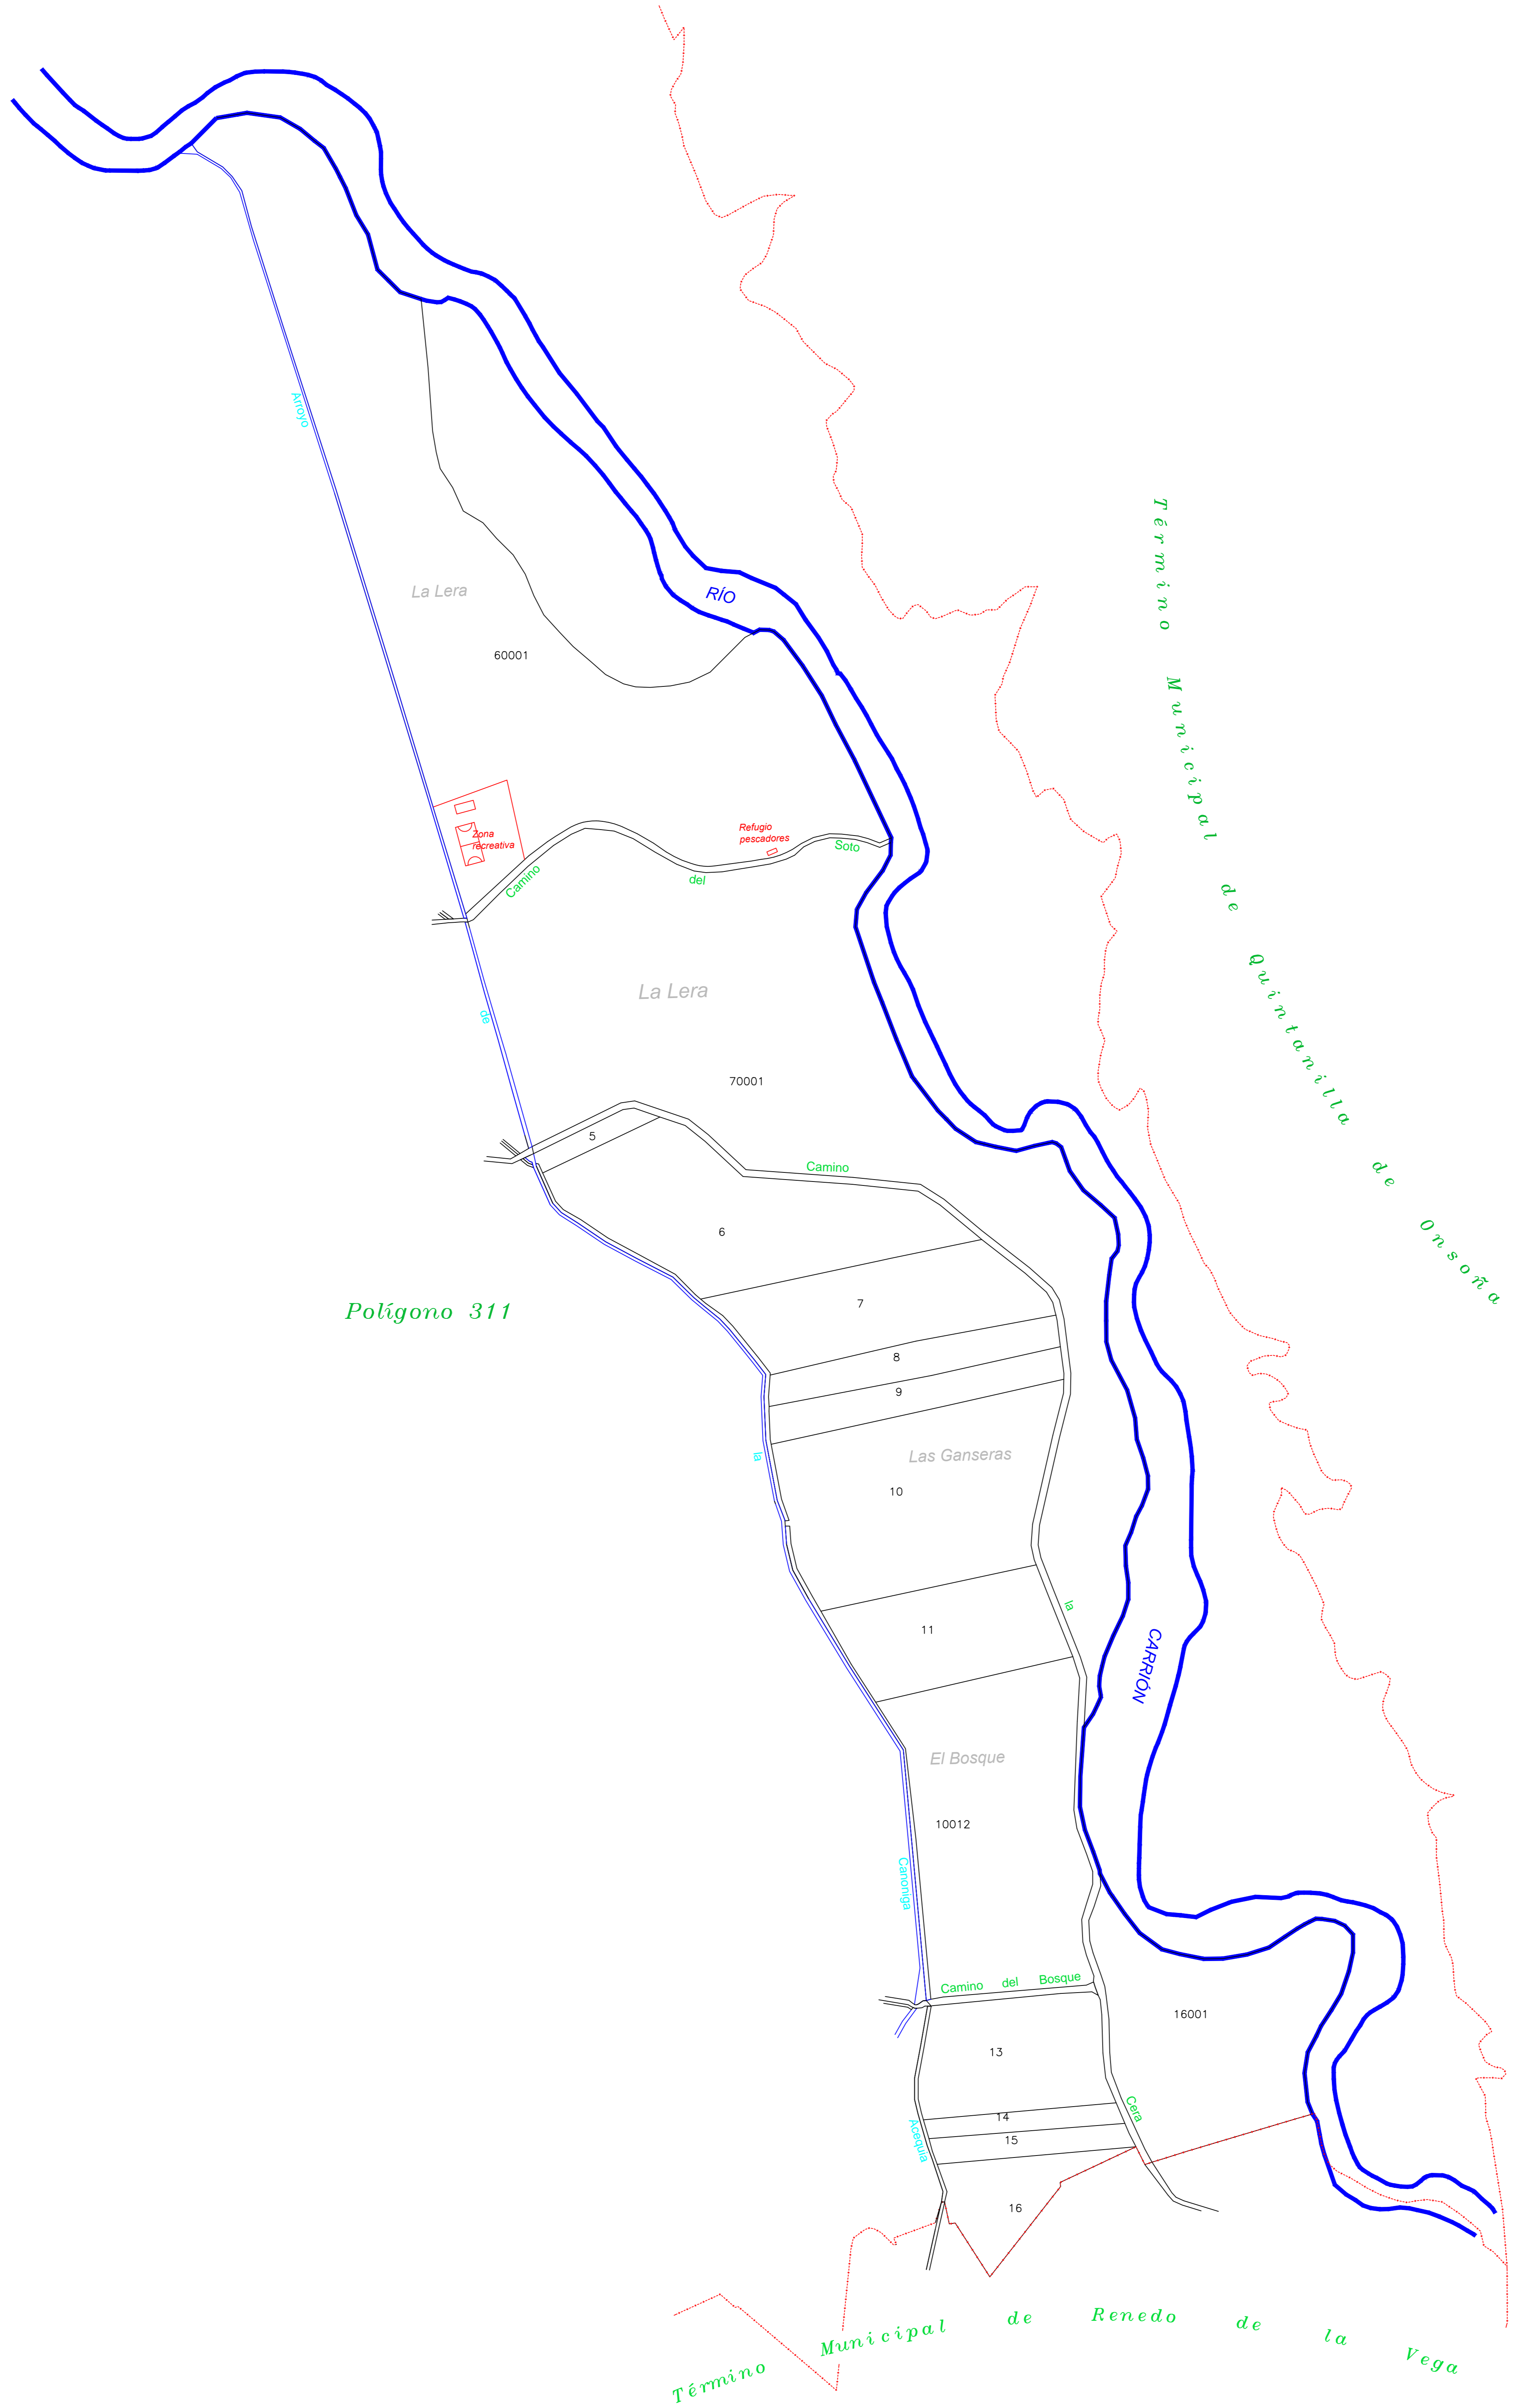 Arroyo
La Lera
60001
RÍO
Término Municipal de Quintanilla de Onsoña
Zona
recreativa
Refugio
pescadores
Camino del Soto
de
La Lera
70001
5
Camino
6
Polígono 311
7
8
9
la
Las Ganseras
10
la
11
CARRIÓN
El Bosque
10012
Canoniga
Camino del Bosque
16001
13
14
Cera
15
Acequia
16
Término Municipal de Renedo de la Vega